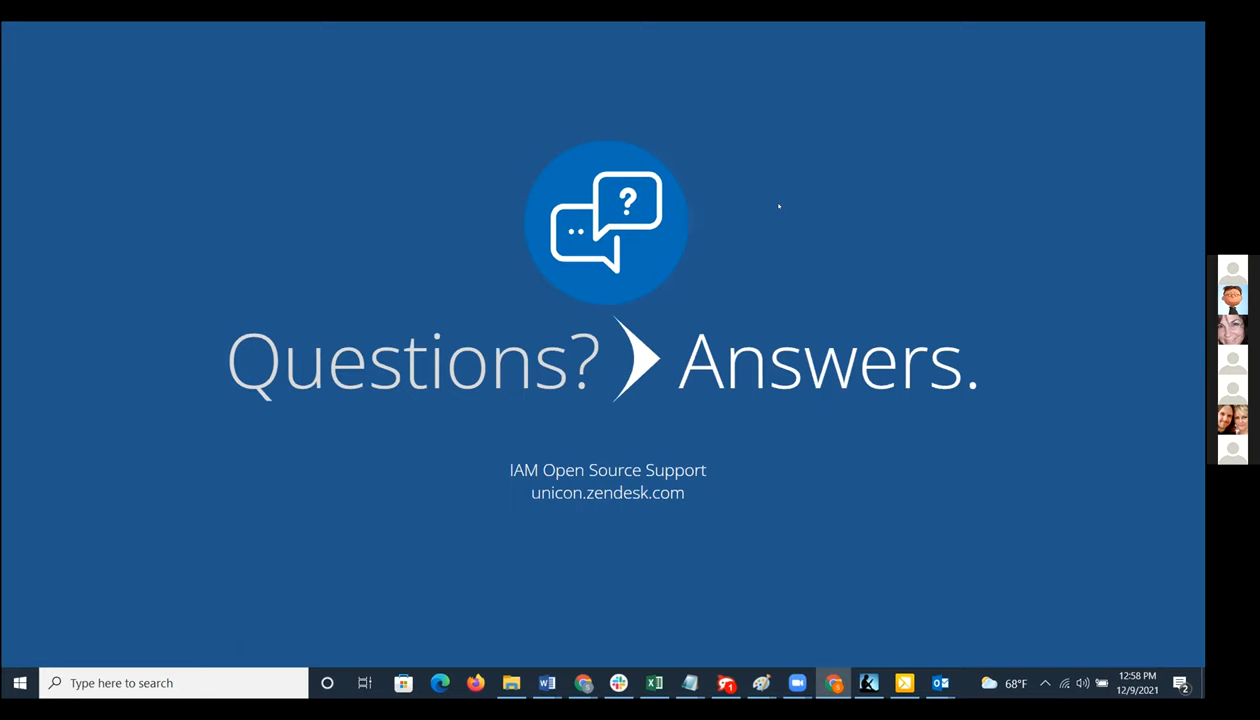 ?
Questions? Answers.
IAM Open Source Support
unicon.zendesk.com
Type here to search
68°F
12:58 PM
12/9/2021
2